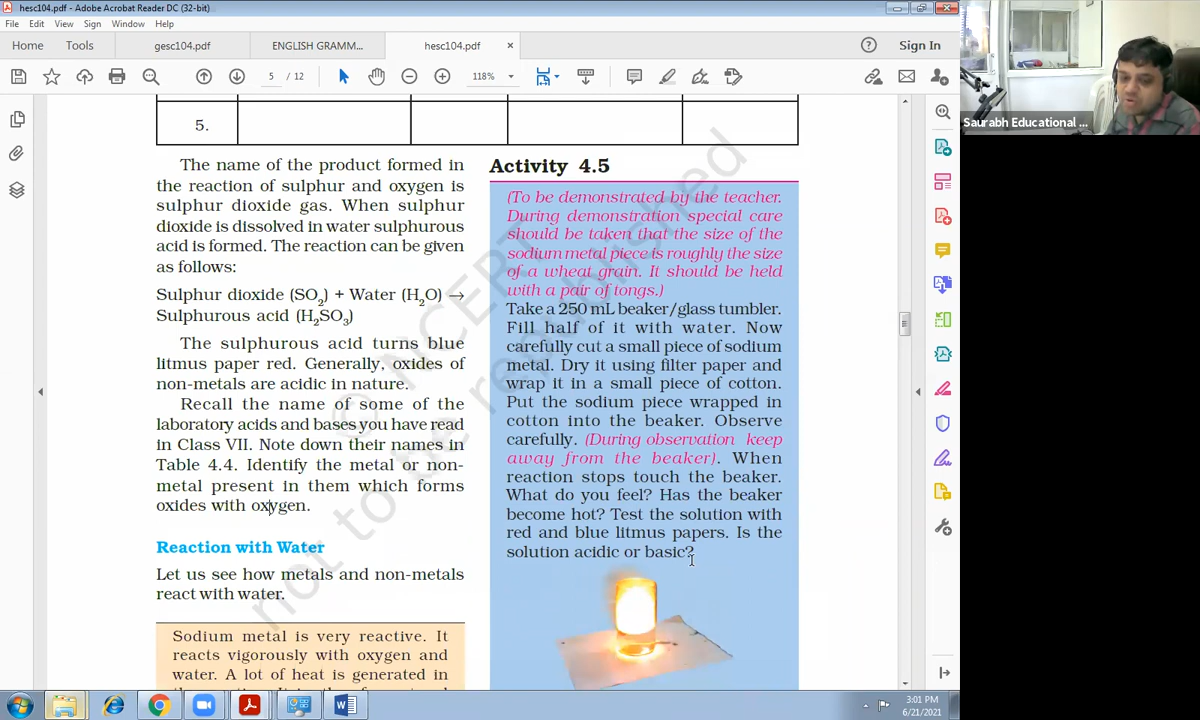 hesc104.pdf - Adobe Acrobat Reader DC (32-bit)
File Edit View Sign Window Help
Home Tools gesc104.pdf ENGLISH GRAMM... hesc104.pdf × Sign In
5 / 12 118%
Saurabh Educational ...
5.
The name of the product formed in
the reaction of sulphur and oxygen is
sulphur dioxide gas. When sulphur
dioxide is dissolved in water sulphurous
acid is formed. The reaction can be given
as follows:
Sulphur dioxide (SO₂) + Water (H₂O) →
Sulphurous acid (H₂SO₃)
The sulphurous acid turns blue
litmus paper red. Generally, oxides of
non-metals are acidic in nature.
Recall the name of some of the
laboratory acids and bases you have read
in Class VII. Note down their names in
Table 4.4. Identify the metal or non-
metal present in them which forms
oxides with oxygen.
Reaction with Water
Let us see how metals and non-metals
react with water.
Sodium metal is very reactive. It
reacts vigorously with oxygen and
water. A lot of heat is generated in
Activity 4.5
(To be demonstrated by the teacher.
During demonstration special care
should be taken that the size of the
sodium metal piece is roughly the size
of a wheat grain. It should be held
with a pair of tongs.)
Take a 250 mL beaker/glass tumbler.
Fill half of it with water. Now
carefully cut a small piece of sodium
metal. Dry it using filter paper and
wrap it in a small piece of cotton.
Put the sodium piece wrapped in
cotton into the beaker. Observe
carefully. (During observation keep
away from the beaker). When
reaction stops touch the beaker.
What do you feel? Has the beaker
become hot? Test the solution with
red and blue litmus papers. Is the
solution acidic or basic?
© NCERT
not to be republished
3:01 PM
6/21/2021